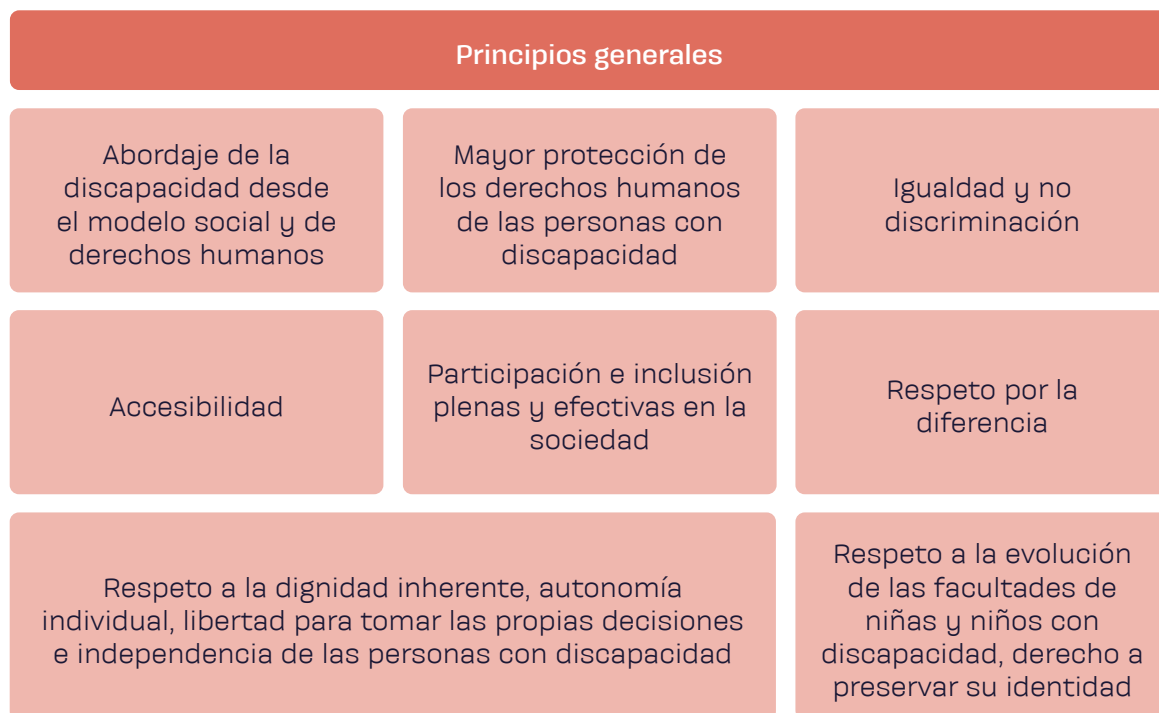 Principios generales
Abordaje de la
discapacidad desde
el modelo social y de
derechos humanos
Mayor protección de
los derechos humanos
de las personas con
discapacidad
Igualdad y no
discriminación
Accesibilidad
Participación e inclusión
plenas y efectivas en la
sociedad
Respeto por la
diferencia
Respeto a la dignidad inherente, autonomía
individual, libertad para tomar las propias decisiones
e independencia de las personas con discapacidad
Respeto a la evolución
de las facultades de
niñas y niños con
discapacidad, derecho a
preservar su identidad